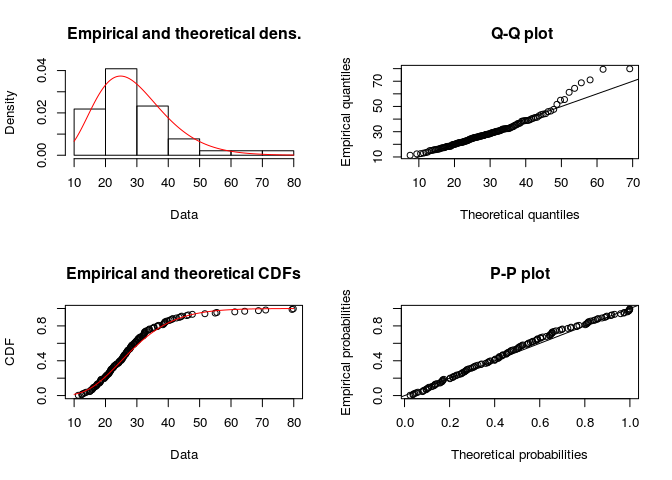 Empirical and theoretical dens.
Density
0.00 0.02 0.04
10 20 30 40 50 60 70 80
Data
Q-Q plot
Empirical quantiles
10 30 50 70
10 20 30 40 50 60 70
Theoretical quantiles
Empirical and theoretical CDFs
CDF
0.0 0.4 0.8
10 20 30 40 50 60 70 80
Data
P-P plot
Empirical probabilities
0.0 0.4 0.8
0.0 0.2 0.4 0.6 0.8 1.0
Theoretical probabilities